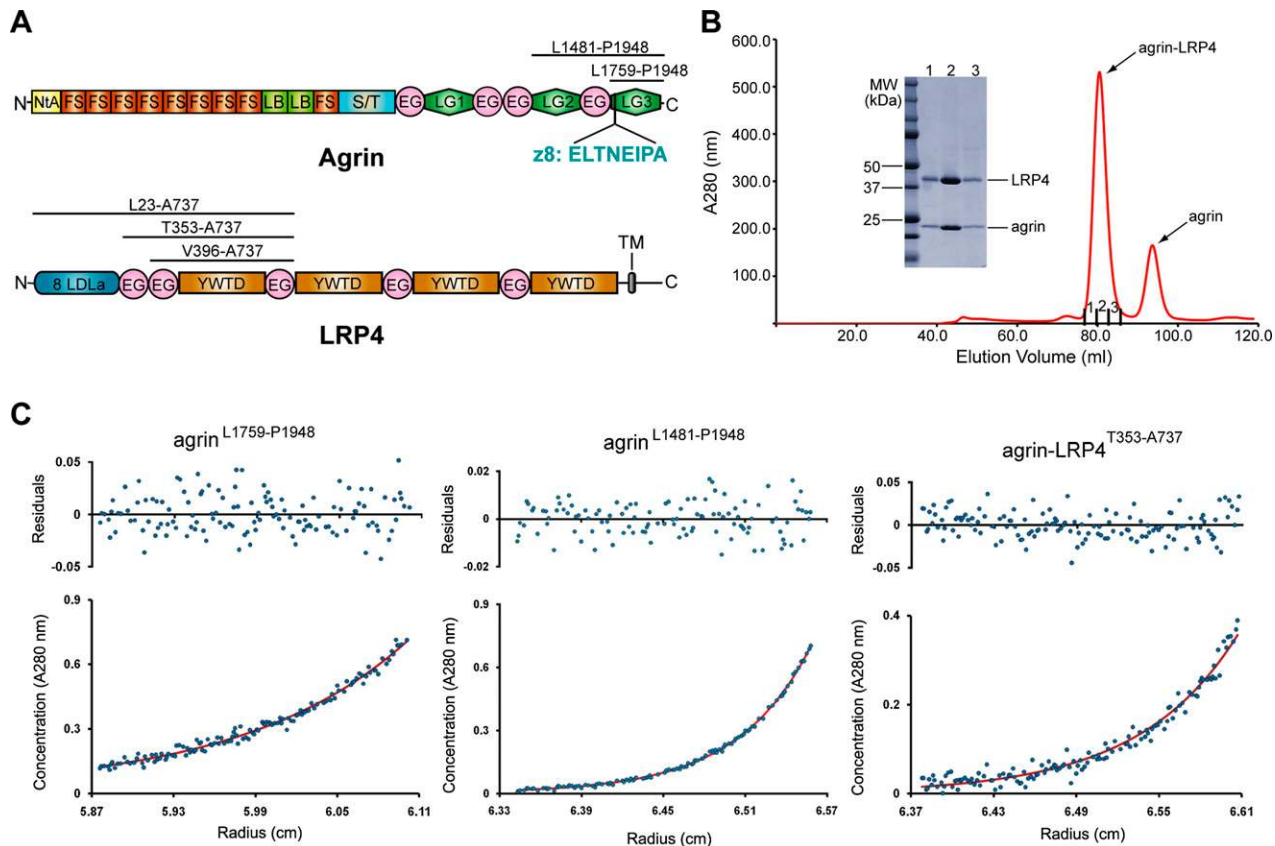 A
L1481-P1948
L1759-P1948
N NtA FS FS FS FS FS FS FS FS LB LB FS S/T EG LG1 EG EG LG2 EG LG3 C
Agrin
z8: ELTNEIPA
L23-A737
T353-A737
V396-A737
TM
N 8 LDLa EG EG YWTD EG YWTD EG YWTD EG YWTD C
LRP4
B
600.0
500.0
400.0
300.0
200.0
100.0
A280 (nm)
MW
(kDa)
1 2 3
50
37
25
LRP4
agrin
agrin-LRP4
agrin
1 2 3
20.0 40.0 60.0 80.0 100.0 120.0
Elution Volume (ml)
C
agrin L1759-P1948
Residuals
0.05
0
-0.05
Concentration (A280 nm)
0.9
0.6
0.3
0
5.87 5.93 5.99 6.05 6.11
Radius (cm)
agrin L1481-P1948
Residuals
0.02
0
-0.02
Concentration (A280 nm)
0.9
0.6
0.3
0
6.33 6.39 6.45 6.51 6.57
Radius (cm)
agrin-LRP4 T353-A737
Residuals
0.05
0
-0.05
Concentration (A280 nm)
0.4
0.2
0
6.37 6.43 6.49 6.55 6.61
Radius (cm)